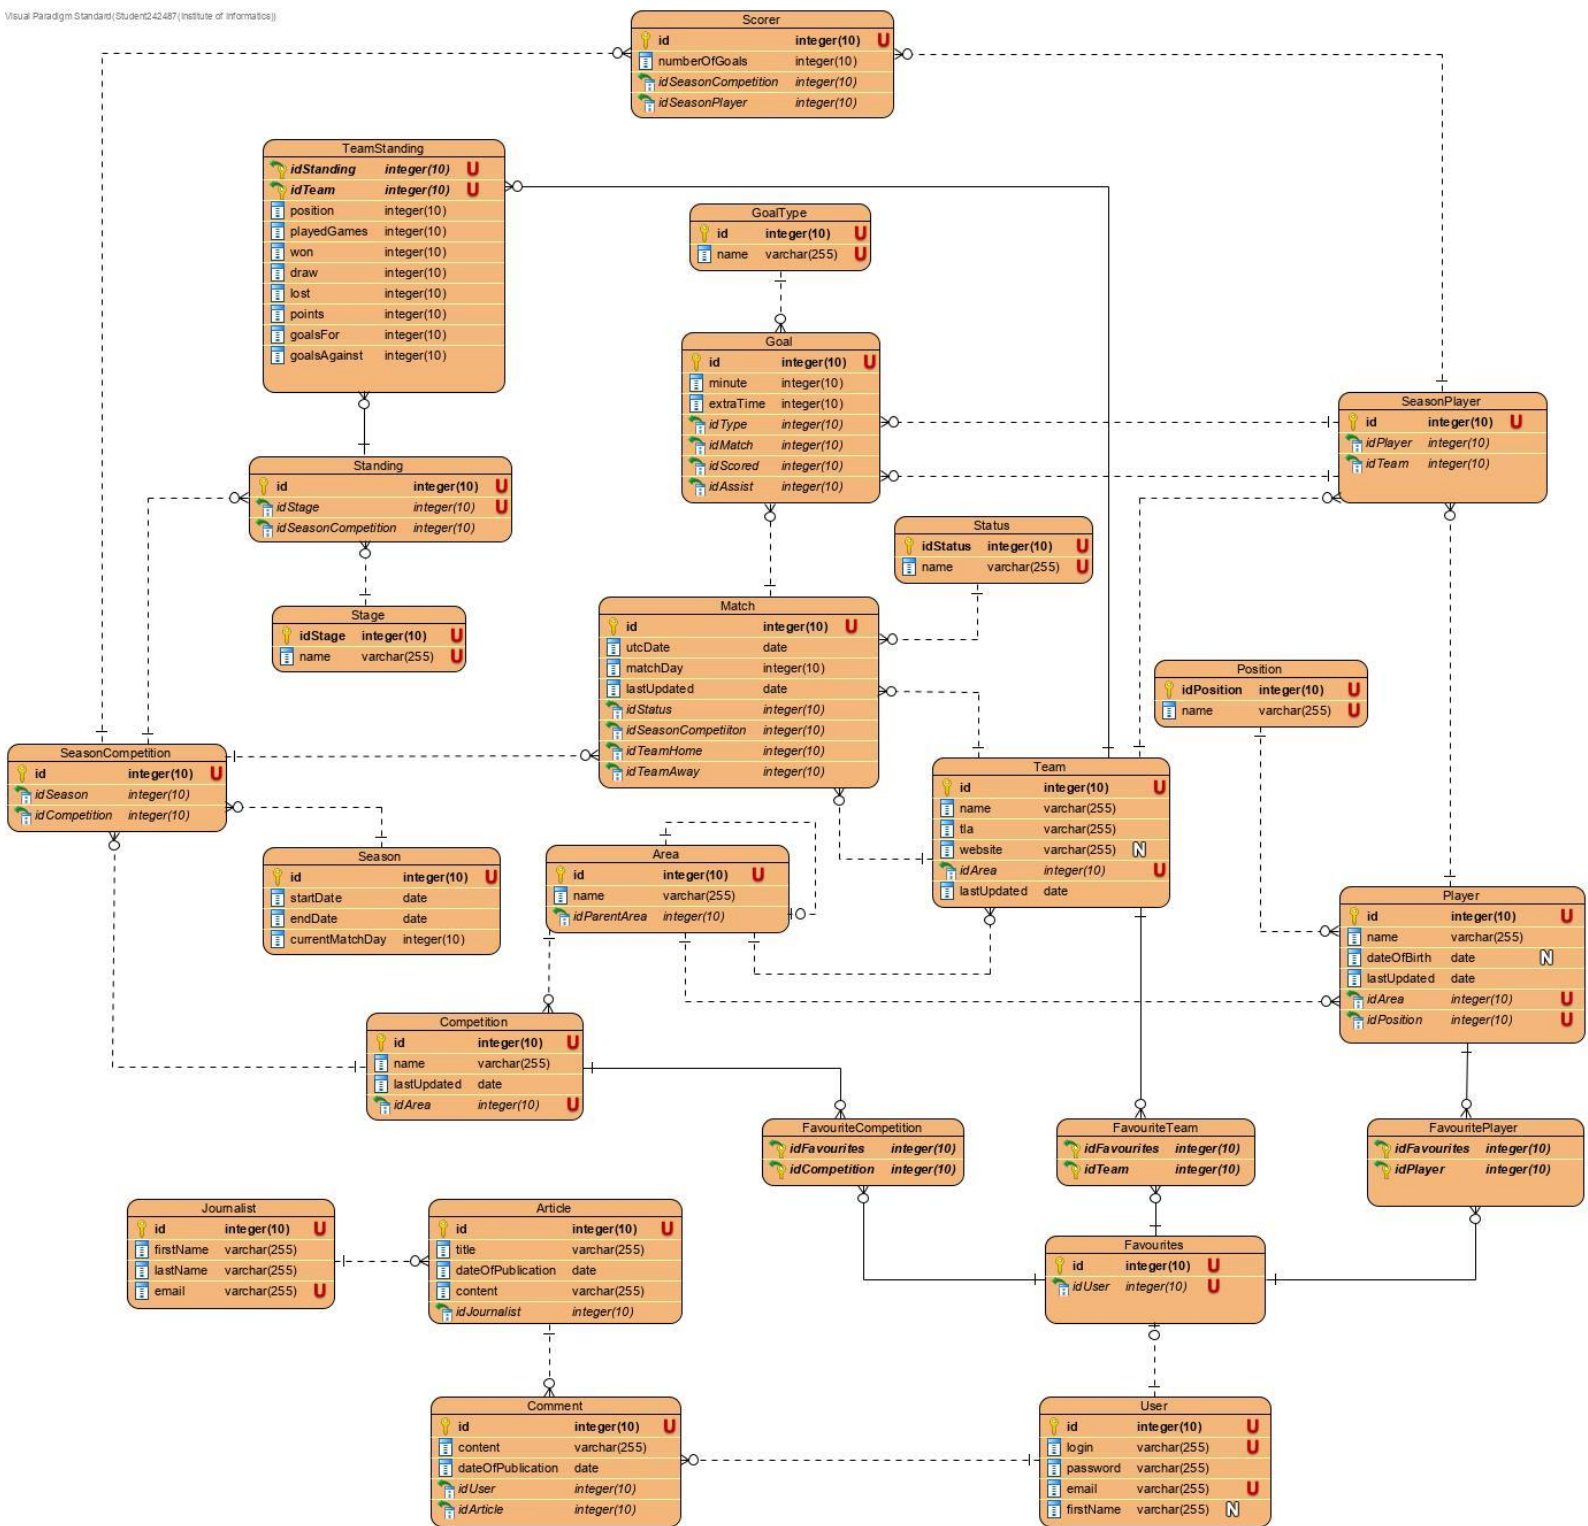 Visual Paradigm Standard(Student242487(Institute of Informatics))
Scorer
id integer(10) U
numberOfGoals integer(10)
idSeasonCompetition integer(10)
idSeasonPlayer integer(10)
TeamStanding
idStanding integer(10) U
idTeam integer(10) U
position integer(10)
playedGames integer(10)
won integer(10)
draw integer(10)
lost integer(10)
points integer(10)
goalsFor integer(10)
goalsAgainst integer(10)
GoalType
id integer(10) U
name varchar(255) U
Goal
id integer(10) U
minute integer(10)
extraTime integer(10)
idType integer(10)
idMatch integer(10)
idScored integer(10)
idAssist integer(10)
SeasonPlayer
id integer(10) U
idPlayer integer(10)
idTeam integer(10)
Standing
id integer(10) U
idStage integer(10) U
idSeasonCompetition integer(10)
Status
idStatus integer(10) U
name varchar(255) U
Stage
idStage integer(10) U
name varchar(255) U
Match
id integer(10) U
utcDate date
matchDay integer(10)
lastUpdated date
idStatus integer(10)
idSeasonCompetiiton integer(10)
idTeamHome integer(10)
idTeamAway integer(10)
Position
idPosition integer(10) U
name varchar(255) U
SeasonCompetition
id integer(10) U
idSeason integer(10)
idCompetition integer(10)
Team
id integer(10) U
name varchar(255)
tla varchar(255)
website varchar(255) N
idArea integer(10) U
lastUpdated date
Season
id integer(10) U
startDate date
endDate date
currentMatchDay integer(10)
Area
id integer(10) U
name varchar(255)
idParentArea integer(10)
Player
id integer(10) U
name varchar(255)
dateOfBirth date N
lastUpdated date
idArea integer(10) U
idPosition integer(10) U
Competition
id integer(10) U
name varchar(255)
lastUpdated date
idArea integer(10) U
FavouriteCompetition
idFavourites integer(10)
idCompetition integer(10)
FavouriteTeam
idFavourites integer(10)
idTeam integer(10)
FavouritePlayer
idFavourites integer(10)
idPlayer integer(10)
Journalist
id integer(10) U
firstName varchar(255)
lastName varchar(255)
email varchar(255) U
Article
id integer(10) U
title varchar(255)
dateOfPublication date
content varchar(255)
idJournalist integer(10)
Favourites
id integer(10) U
idUser integer(10) U
Comment
id integer(10) U
content varchar(255)
dateOfPublication date
idUser integer(10)
idArticle integer(10)
User
id integer(10) U
login varchar(255) U
password varchar(255)
email varchar(255) U
firstName varchar(255) N